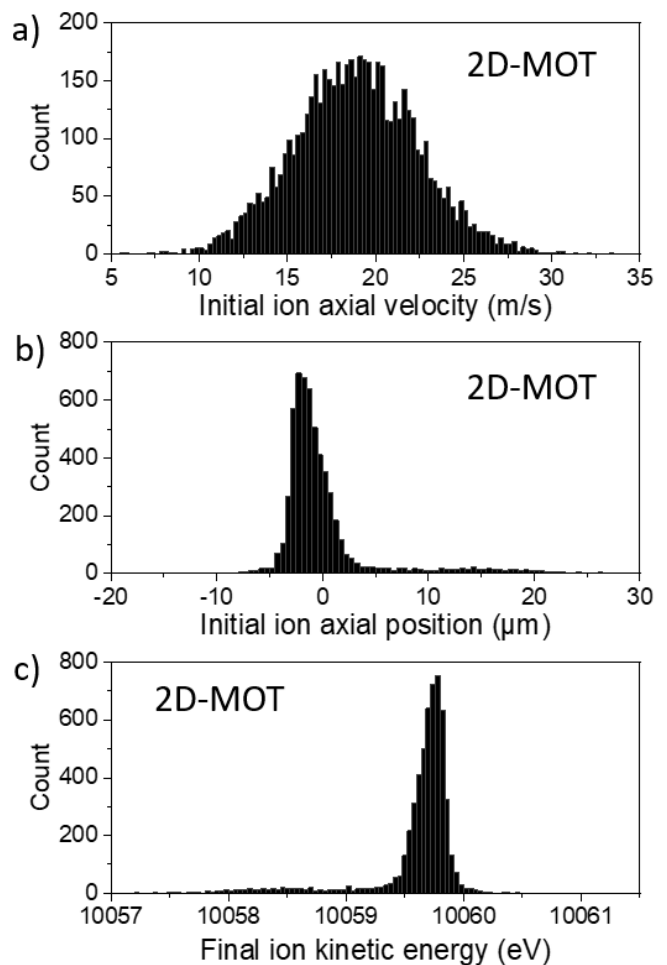 a)
2D-MOT
200
150
100
50
0
Count
5 10 15 20 25 30 35
Initial ion axial velocity (m/s)
b)
2D-MOT
800
600
400
200
0
Count
-20 -10 0 10 20 30
Initial ion axial position (µm)
c)
2D-MOT
800
600
400
200
0
Count
10057 10058 10059 10060 10061
Final ion kinetic energy (eV)